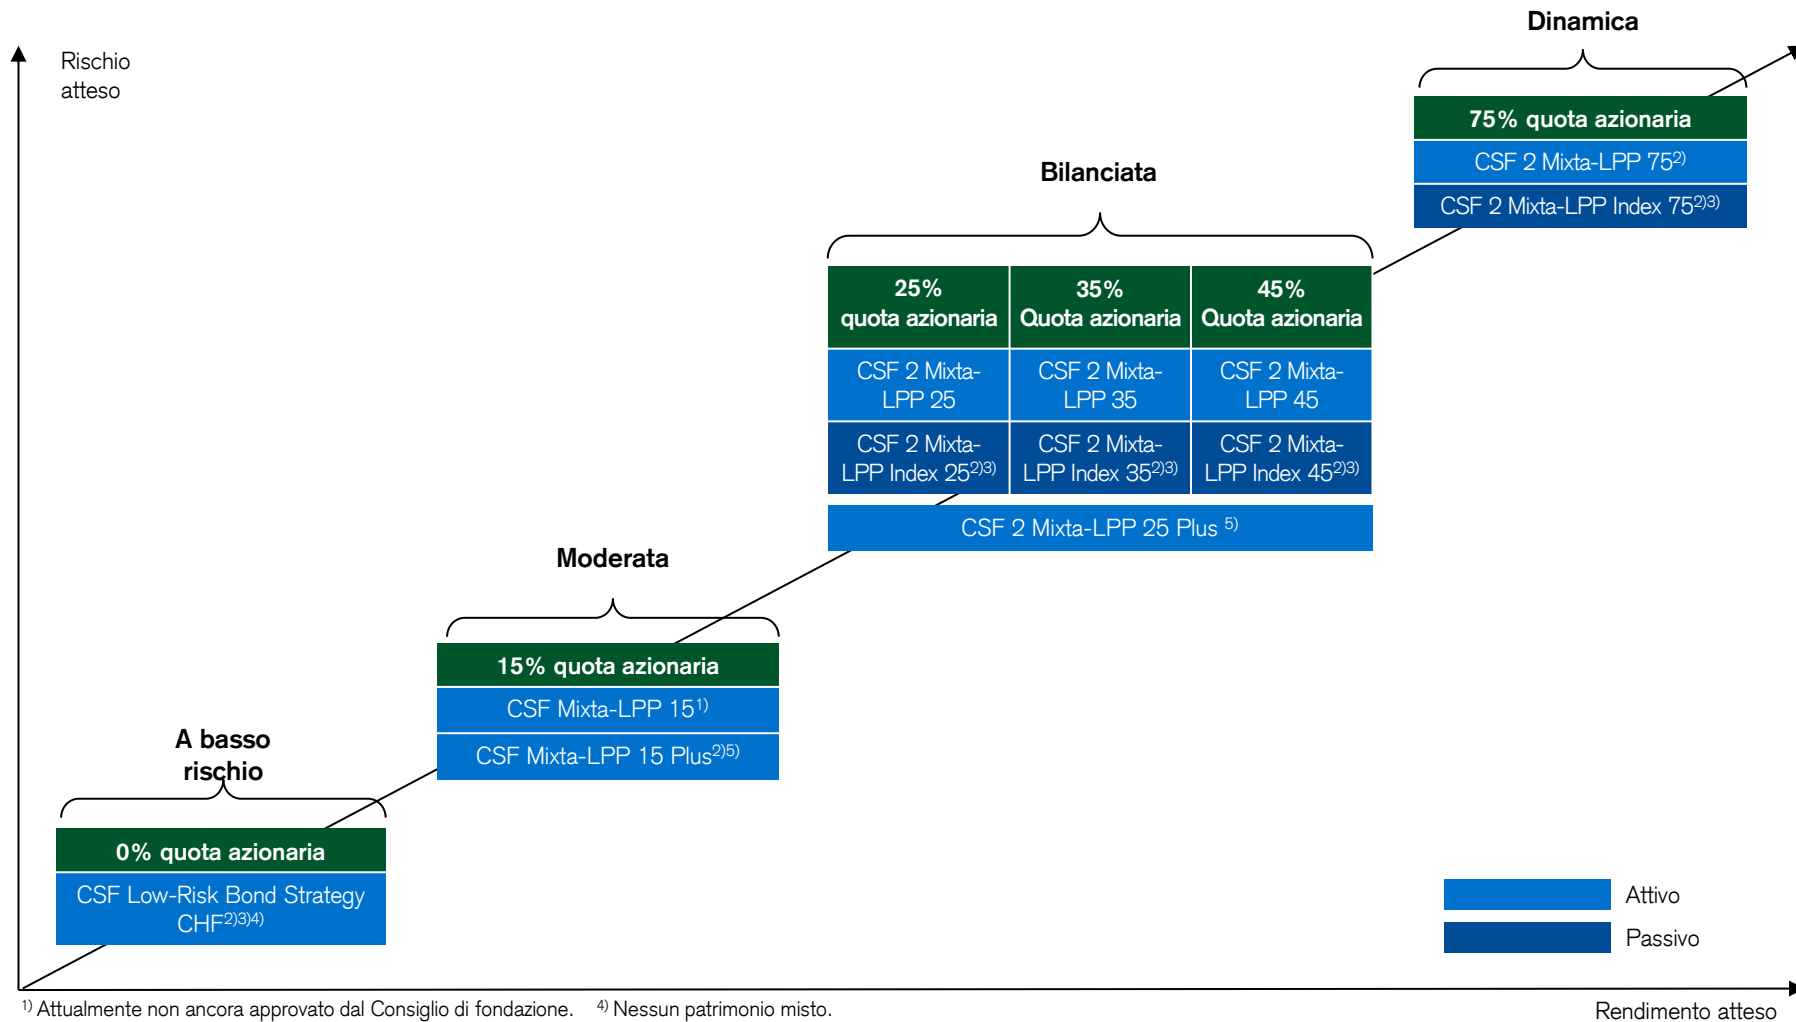 Dinamica
Rischio
atteso
75% quota azionaria
CSF 2 Mixta-LPP 75²⁾
CSF 2 Mixta-LPP Index 75²⁾³⁾
Bilanciata
25%
quota azionaria
35%
Quota azionaria
45%
Quota azionaria
CSF 2 Mixta-
LPP 25
CSF 2 Mixta-
LPP 35
CSF 2 Mixta-
LPP 45
CSF 2 Mixta-
LPP Index 25²⁾³⁾
CSF 2 Mixta-
LPP Index 35²⁾³⁾
CSF 2 Mixta-
LPP Index 45²⁾³⁾
CSF 2 Mixta-LPP 25 Plus ⁵⁾
Moderata
15% quota azionaria
CSF Mixta-LPP 15¹⁾
CSF Mixta-LPP 15 Plus²⁾⁵⁾
A basso
rischio
0% quota azionaria
CSF Low-Risk Bond Strategy
CHF²⁾³⁾⁴⁾
Attivo
Passivo
¹⁾ Attualmente non ancora approvato dal Consiglio di fondazione. ⁴⁾ Nessun patrimonio misto.
Rendimento atteso